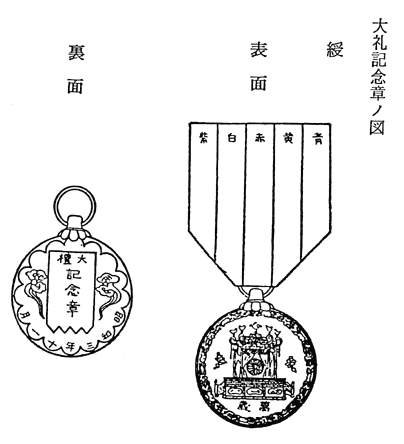 大礼記念章ノ図
綬
表面
青黄赤白紫
萬歳
裏面
大禮
記念章
昭和三年十一月